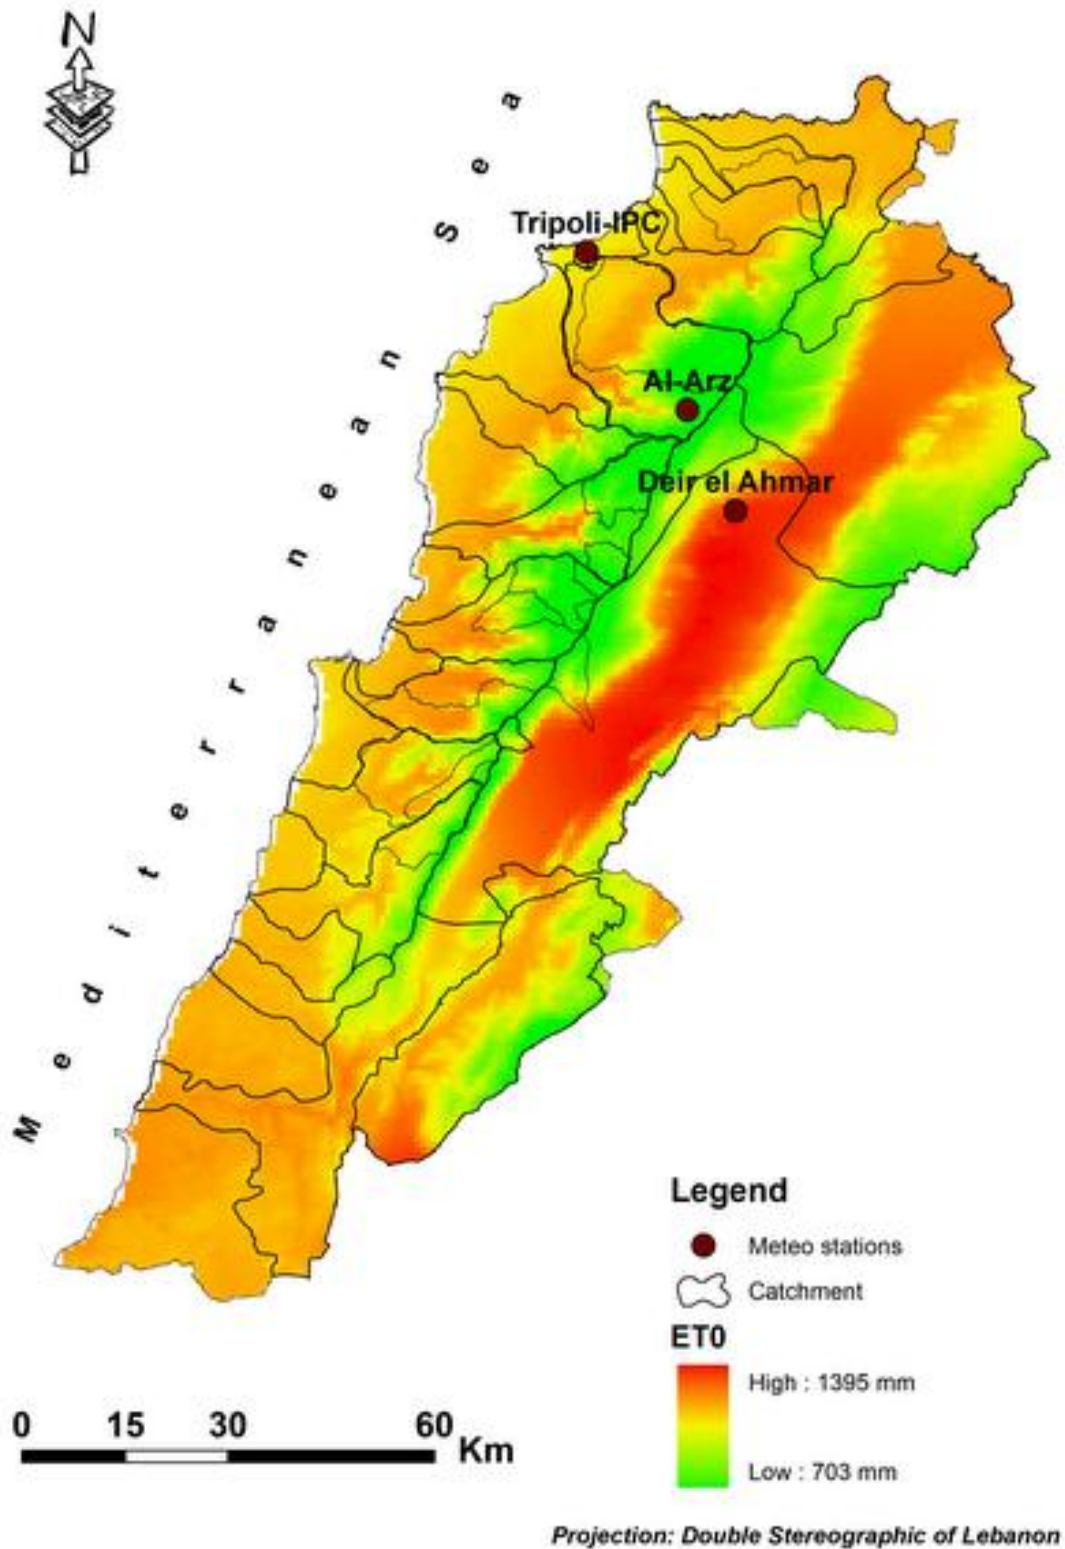 N
Mediterranean Sea
Tripoli-IPC
Al-Arz
Deir el Ahmar
Legend
Meteo stations
Catchment
ET0
High : 1395 mm
Low : 703 mm
0 15 30 60 Km
Projection: Double Stereographic of Lebanon